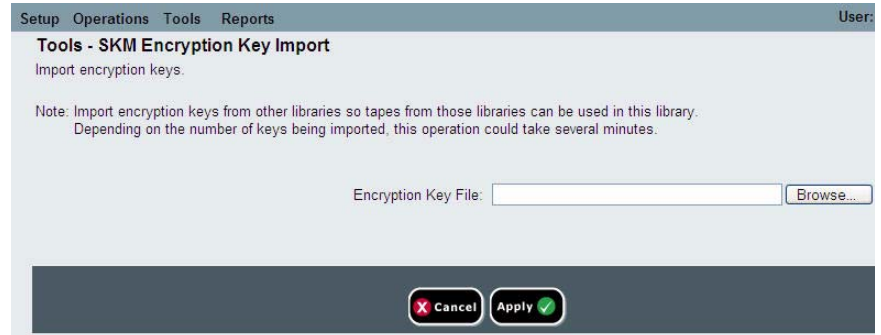 Setup Operations Tools Reports User:
Tools - SKM Encryption Key Import
Import encryption keys.
Note: Import encryption keys from other libraries so tapes from those libraries can be used in this library.
Depending on the number of keys being imported, this operation could take several minutes.
Encryption Key File: Browse...
Cancel Apply